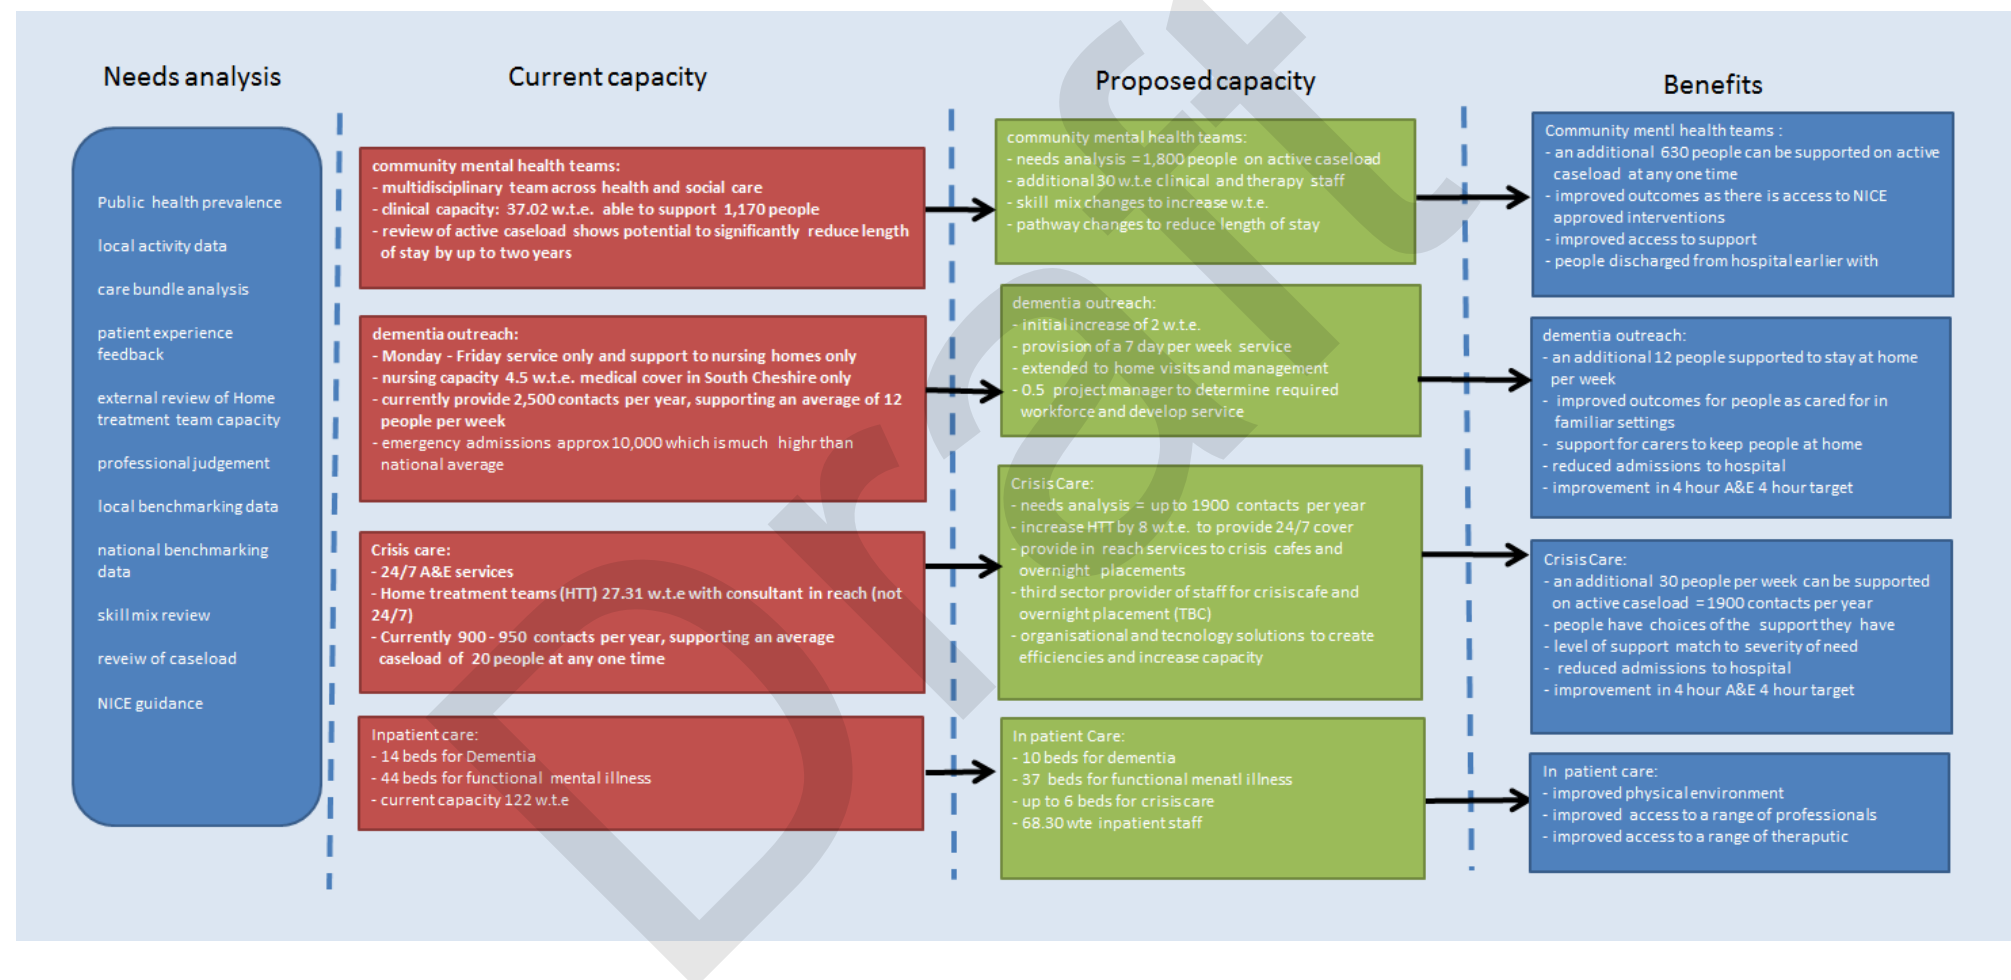 Needs analysis
Public health prevalence
local activity data
care bundle analysis
patient experience
feedback
external review of Home
treatment team capacity
professional judgement
local benchmarking data
national benchmarking
data
skill mix review
reveiw of caseload
NICE guidance
Current capacity
community mental health teams:
- multidisciplinary team across health and social care
- clinical capacity: 37.02 w.t.e. able to support 1,170 people
- review of active caseload shows potential to significantly reduce length
of stay by up to two years
dementia outreach:
- Monday - Friday service only and support to nursing homes only
- nursing capacity 4.5 w.t.e. medical cover in South Cheshire only
- currently provide 2,500 contacts per year, supporting an average of 12
people per week
- emergency admissions approx 10,000 which is much highr than
national average
Crisis care:
- 24/7 A&E services
- Home treatment teams (HTT) 27.31 w.t.e with consultant in reach (not
24/7)
- Currently 900 - 950 contacts per year, supporting an average
caseload of 20 people at any one time
Inpatient care:
- 14 beds for Dementia
- 44 beds for functional mental illness
- current capacity 122 w.t.e
Proposed capacity
community mental health teams:
- needs analysis = 1,800 people on active caseload
- additional 30 w.t.e clinical and therapy staff
- skill mix changes to increase w.t.e.
- pathway changes to reduce length of stay
dementia outreach:
- initial increase of 2 w.t.e.
- provision of a 7 day per week service
- extended to home visits and management
- 0.5 project manager to determine required
workforce and develop service
Crisis Care:
- needs analysis = up to 1900 contacts per year
- increase HTT by 8 w.t.e. to provide 24/7 cover
- provide in reach services to crisis cafes and
overnight placements
- third sector provider of staff for crisis cafe and
overnight placement (TBC)
- organisational and tecnology solutions to create
efficiencies and increase capacity
In patient Care:
- 10 beds for dementia
- 37 beds for functional menatl illness
- up to 6 beds for crisis care
- 68.30 wte inpatient staff
Benefits
Community mentl health teams :
- an additional 630 people can be supported on active
caseload at any one time
- improved outcomes as there is access to NICE
approved interventions
- improved access to support
- people discharged from hospital earlier with
dementia outreach:
- an additional 12 people supported to stay at home
per week
- improved outcomes for people as cared for in
familiar settings
- support for carers to keep people at home
- reduced admissions to hospital
- improvement in 4 hour A&E 4 hour target
Crisis Care:
- an additional 30 people per week can be supported
on active caseload = 1900 contacts per year
- people have choices of the support they have
- level of support match to severity of need
- reduced admissions to hospital
- improvement in 4 hour A&E 4 hour target
In patient care:
- improved physical environment
- improved access to a range of professionals
- improved access to a range of theraputic
Draft